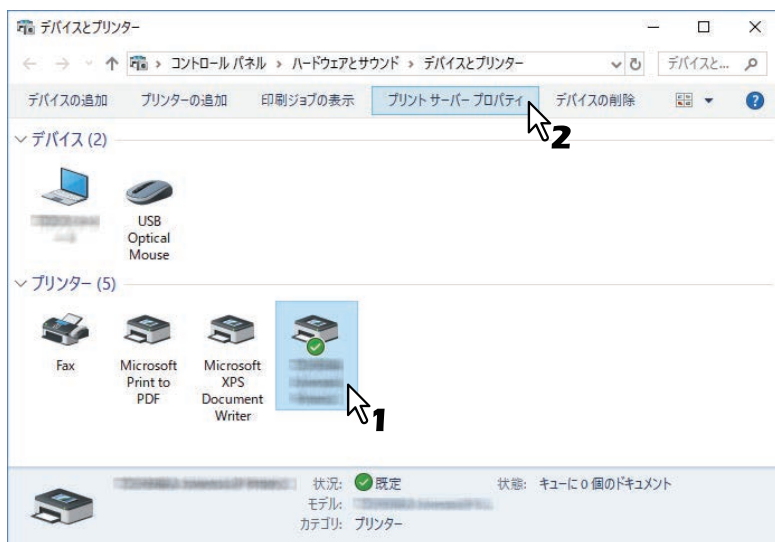 デバイスとプリンター
コントロール パネル › ハードウェアとサウンド › デバイスとプリンター
デバイスと...
デバイスの追加 プリンターの追加 印刷ジョブの表示 プリント サーバー プロパティ デバイスの削除
2
デバイス (2)
USB
Optical
Mouse
プリンター (5)
Fax
Microsoft
Print to
PDF
Microsoft
XPS
Document
Writer
1
状況: 既定 状態: キューに 0 個のドキュメント
モデル:
カテゴリ: プリンター